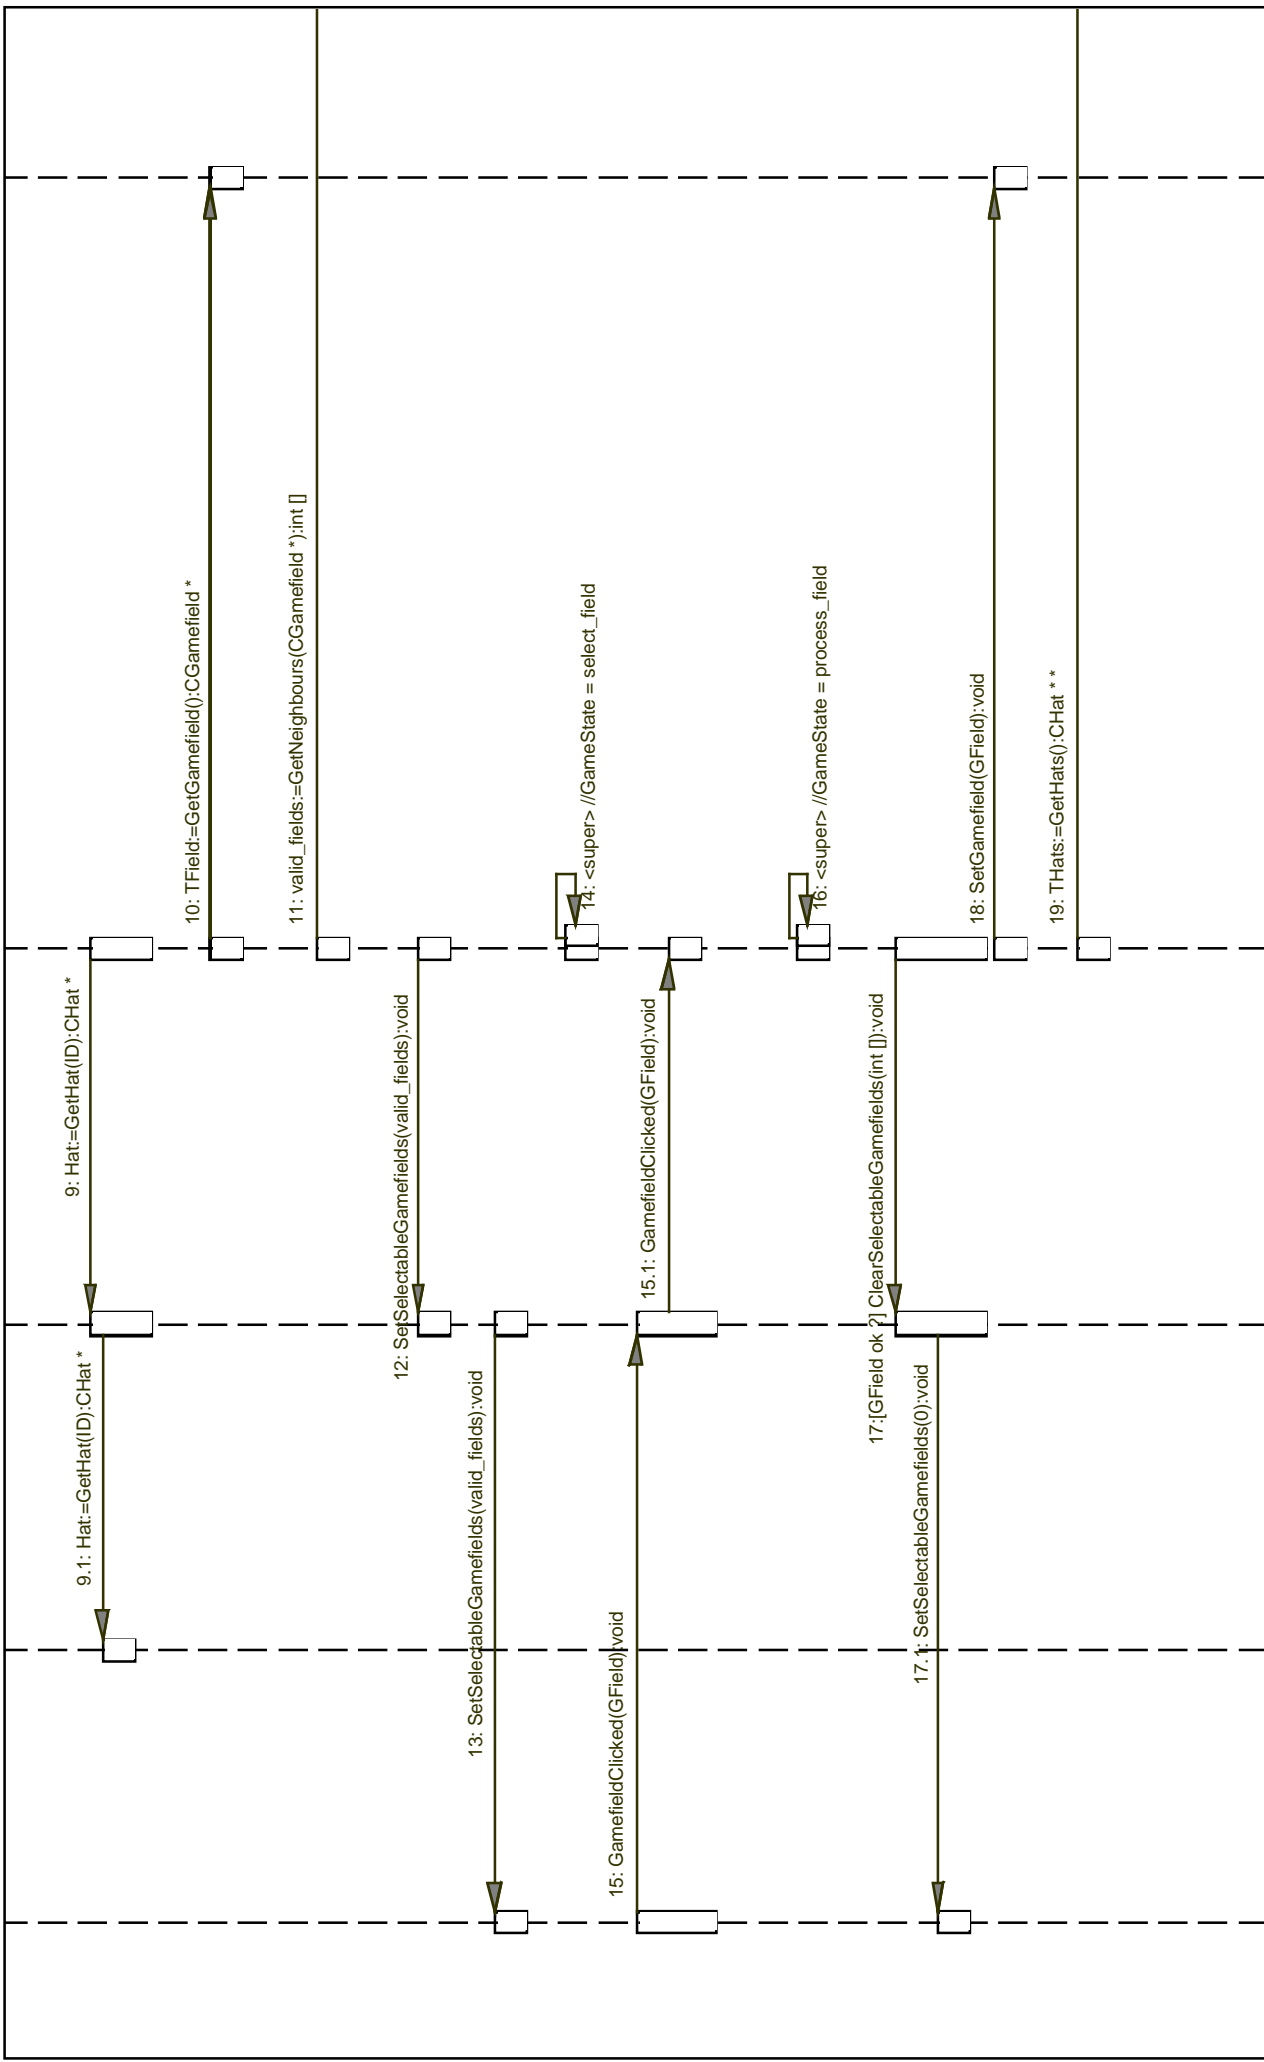 9: Hat:=GetHat(ID):CHat *
9.1: Hat:=GetHat(ID):CHat *
10: TField:=GetGamefield():CGamefield *
11: valid_fields:=GetNeighbours(CGamefield *):int []
12: SetSelectableGamefields(valid_fields):void
13: SetSelectableGamefields(valid_fields):void
14: <super> //GameState = select_field
15: GamefieldClicked(GField):void
15.1: GamefieldClicked(GField):void
16: <super> //GameState = process_field
17:[GField ok ?] ClearSelectableGamefields(int []):void
17.1: SetSelectableGamefields(0):void
18: SetGamefield(GField):void
19: THats:=GetHats():CHat * *